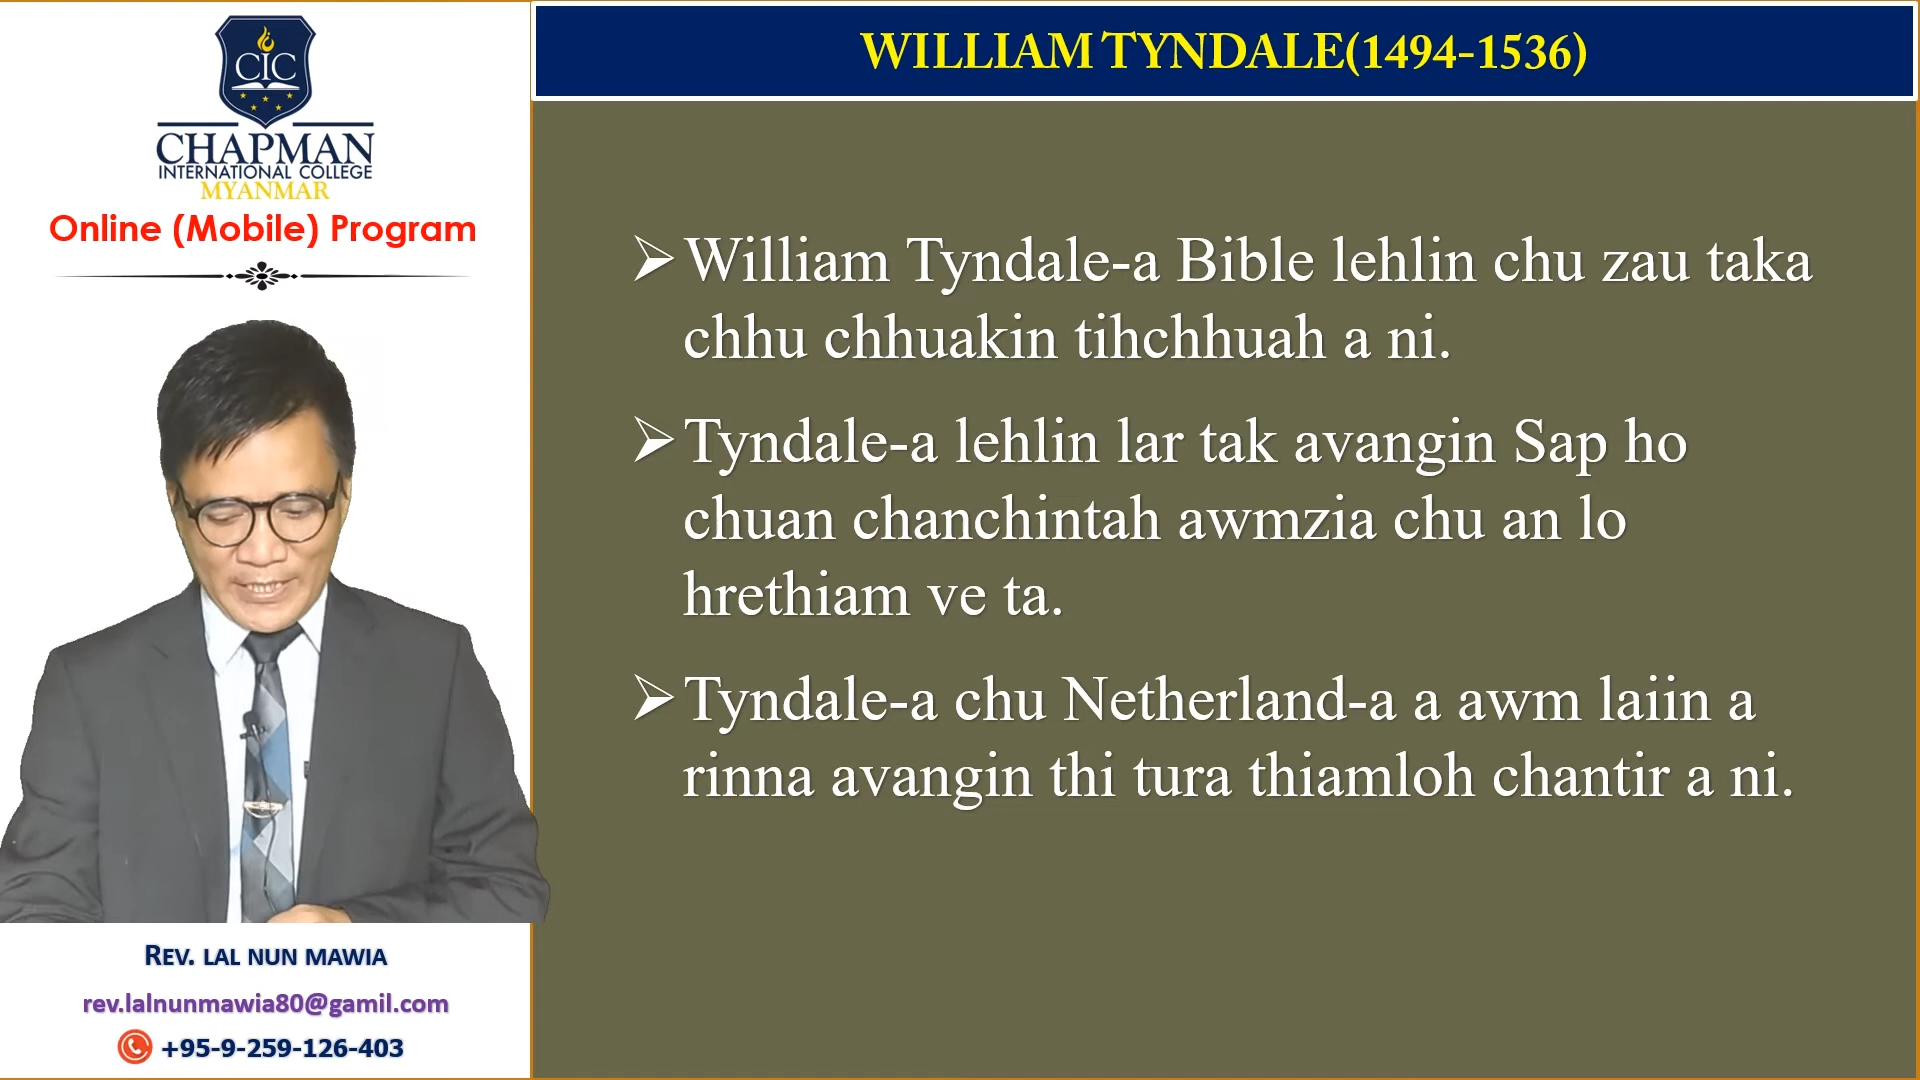 CIC
CHAPMAN
INTERNATIONAL COLLEGE
MYANMAR
Online (Mobile) Program
REV. LAL NUN MAWIA
rev.lalnunmawia80@gamil.com
+95-9-259-126-403
WILLIAM TYNDALE(1494-1536)
➢William Tyndale-a Bible lehlin chu zau taka
chhu chhuakin tihchhuah a ni.
➢Tyndale-a lehlin lar tak avangin Sap ho
chuan chanchintah awmzia chu an lo
hrethiam ve ta.
➢Tyndale-a chu Netherland-a a awm laiin a
rinna avangin thi tura thiamloh chantir a ni.